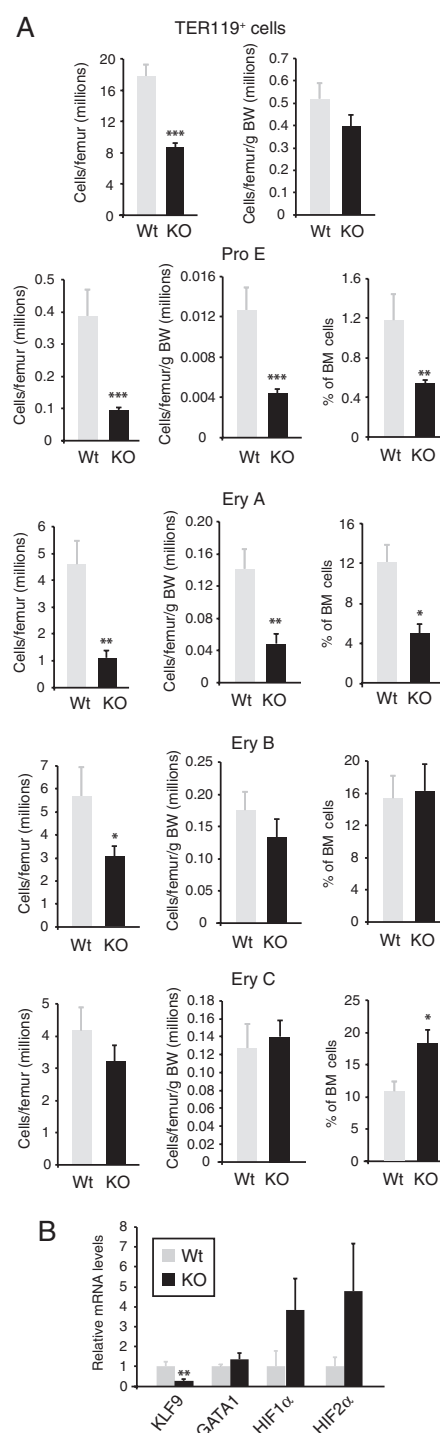 A
TER119+ cells
Cells/femur (millions)
20
16
12
8
4
0
***
Wt KO
Cells/femur/g BW (millions)
0.7
0.6
0.5
0.4
0.3
0.2
0.1
0
Wt KO
Pro E
Cells/femur (millions)
0.5
0.4
0.3
0.2
0.1
0
***
Wt KO
Cells/femur/g BW (millions)
0.016
0.012
0.008
0.004
0
***
Wt KO
% of BM cells
1.6
1.2
0.8
0.4
0
**
Wt KO
Ery A
Cells/femur (millions)
6
5
4
3
2
1
0
**
Wt KO
Cells/femur/g BW (millions)
0.20
0.16
0.12
0.08
0.04
0
**
Wt KO
% of BM cells
16
12
8
4
0
*
Wt KO
Ery B
Cells/femur (millions)
7
6
5
4
3
2
1
0
*
Wt KO
Cells/femur/g BW (millions)
0.25
0.20
0.15
0.10
0.05
0
Wt KO
% of BM cells
20
16
12
8
4
0
Wt KO
Ery C
Cells/femur (millions)
5
4
3
2
1
0
Wt KO
Cells/femur/g BW (millions)
0.18
0.16
0.14
0.12
0.10
0.08
0.06
0.04
0.02
0
Wt KO
% of BM cells
25
20
15
10
5
0
*
Wt KO
B
Relative mRNA levels
8
7
6
5
4
3
2
1
0
Wt
KO
**
KLF9
GATA1
HIF1α
HIF2α